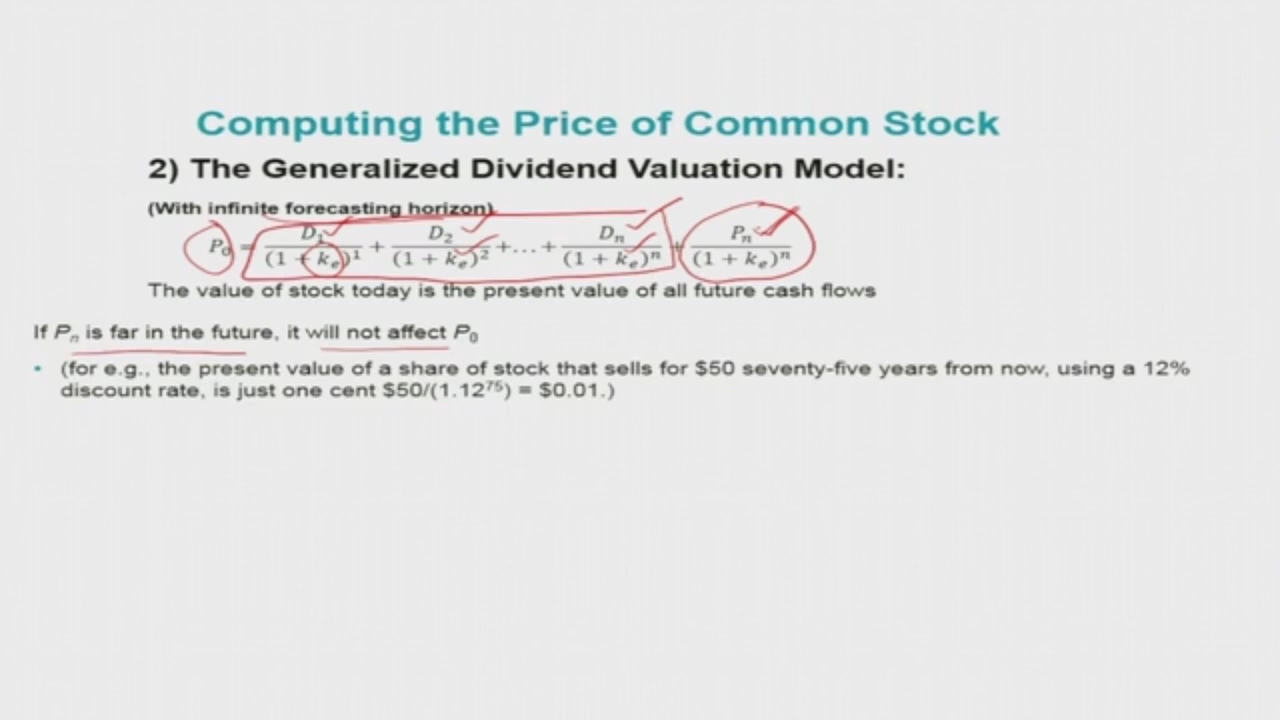 Computing the Price of Common Stock
2) The Generalized Dividend Valuation Model:
(With infinite forecasting horizon)
P₀ = D₁/(1 + kₑ)¹ + D₂/(1 + kₑ)² +...+ Dₙ/(1 + kₑ)ⁿ + Pₙ/(1 + kₑ)ⁿ
The value of stock today is the present value of all future cash flows
If Pₙ is far in the future, it will not affect P₀
• (for e.g., the present value of a share of stock that sells for $50 seventy-five years from now, using a 12%
discount rate, is just one cent $50/(1.12⁷⁵) = $0.01.)